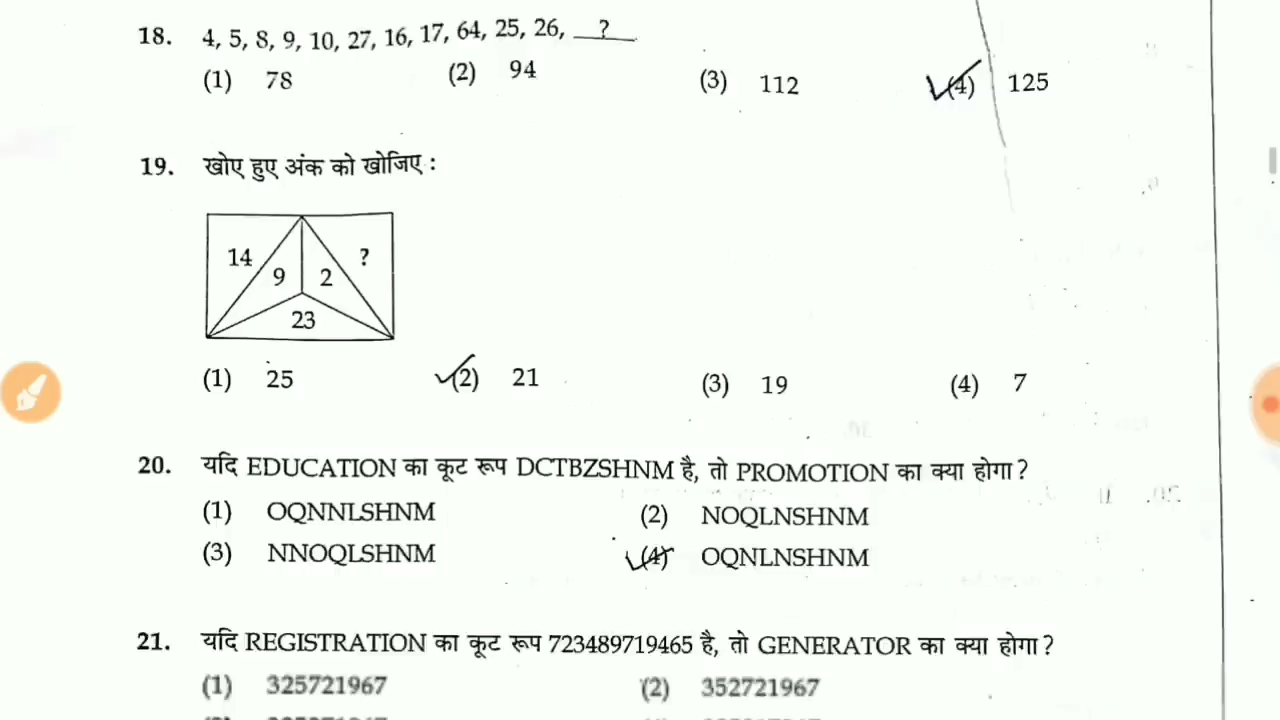 18. 4, 5, 8, 9, 10, 27, 16, 17, 64, 25, 26, __?__
(1) 78 (2) 94 (3) 112 (4) 125
19. खोए हुए अंक को खोजिए :
14 9 2 ?
23
(1) 25 (2) 21 (3) 19 (4) 7
20. यदि EDUCATION का कूट रूप DCTBZSHNM है, तो PROMOTION का क्या होगा ?
(1) OQNNLSHNM (2) NOQLNSHNM
(3) NNOQLSHNM (4) OQNLNSHNM
21. यदि REGISTRATION का कूट रूप 723489719465 है, तो GENERATOR का क्या होगा ?
(1) 325721967 (2) 352721967